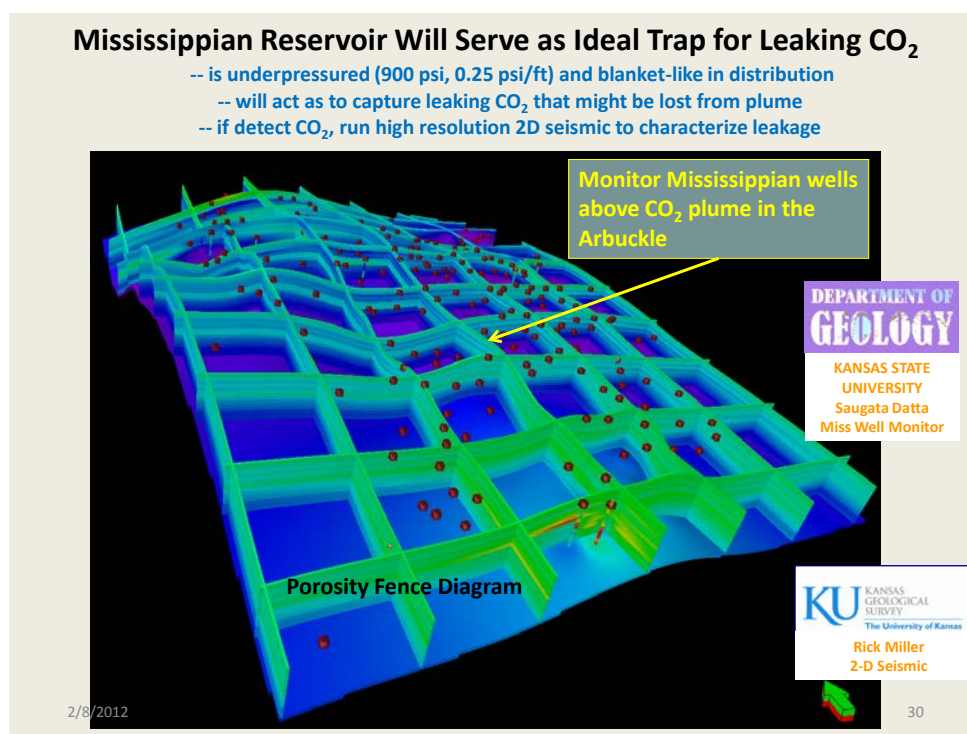 Mississippian Reservoir Will Serve as Ideal Trap for Leaking CO₂
-- is underpressured (900 psi, 0.25 psi/ft) and blanket-like in distribution
-- will act as to capture leaking CO₂ that might be lost from plume
-- if detect CO₂, run high resolution 2D seismic to characterize leakage
Monitor Mississippian wells
above CO₂ plume in the
Arbuckle
DEPARTMENT OF
GEOLOGY
KANSAS STATE
UNIVERSITY
Saugata Datta
Miss Well Monitor
Porosity Fence Diagram
KU
KANSAS
GEOLOGICAL
SURVEY
The University of Kansas
Rick Miller
2-D Seismic
2/8/2012
30